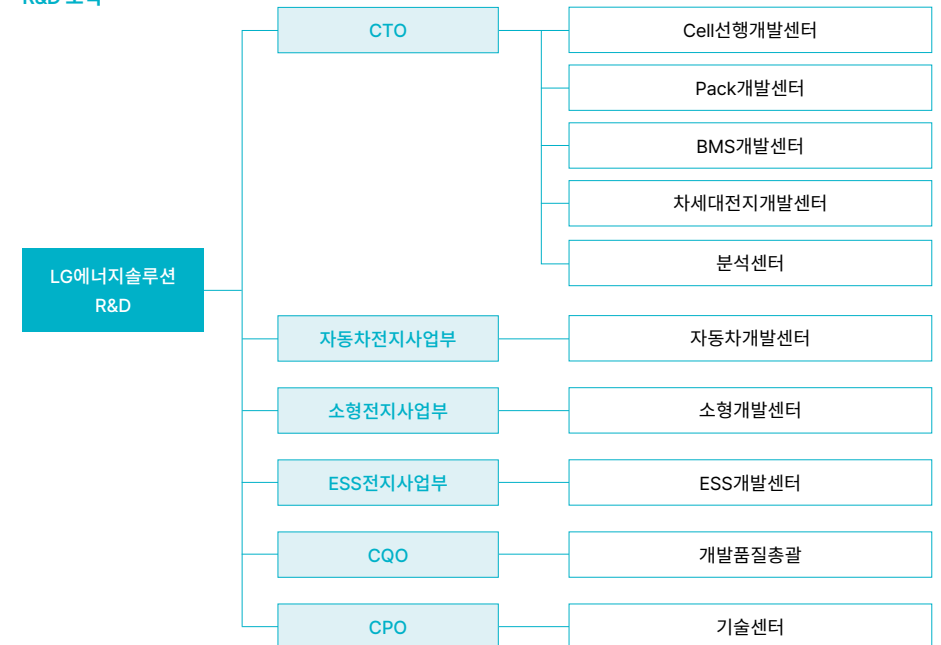 R&D 조직
CTO
Cell선행개발센터
Pack개발센터
BMS개발센터
차세대전지개발센터
분석센터
LG에너지솔루션
R&D
자동차전지사업부
자동차개발센터
소형전지사업부
소형개발센터
ESS전지사업부
ESS개발센터
CQO
개발품질총괄
CPO
기술센터